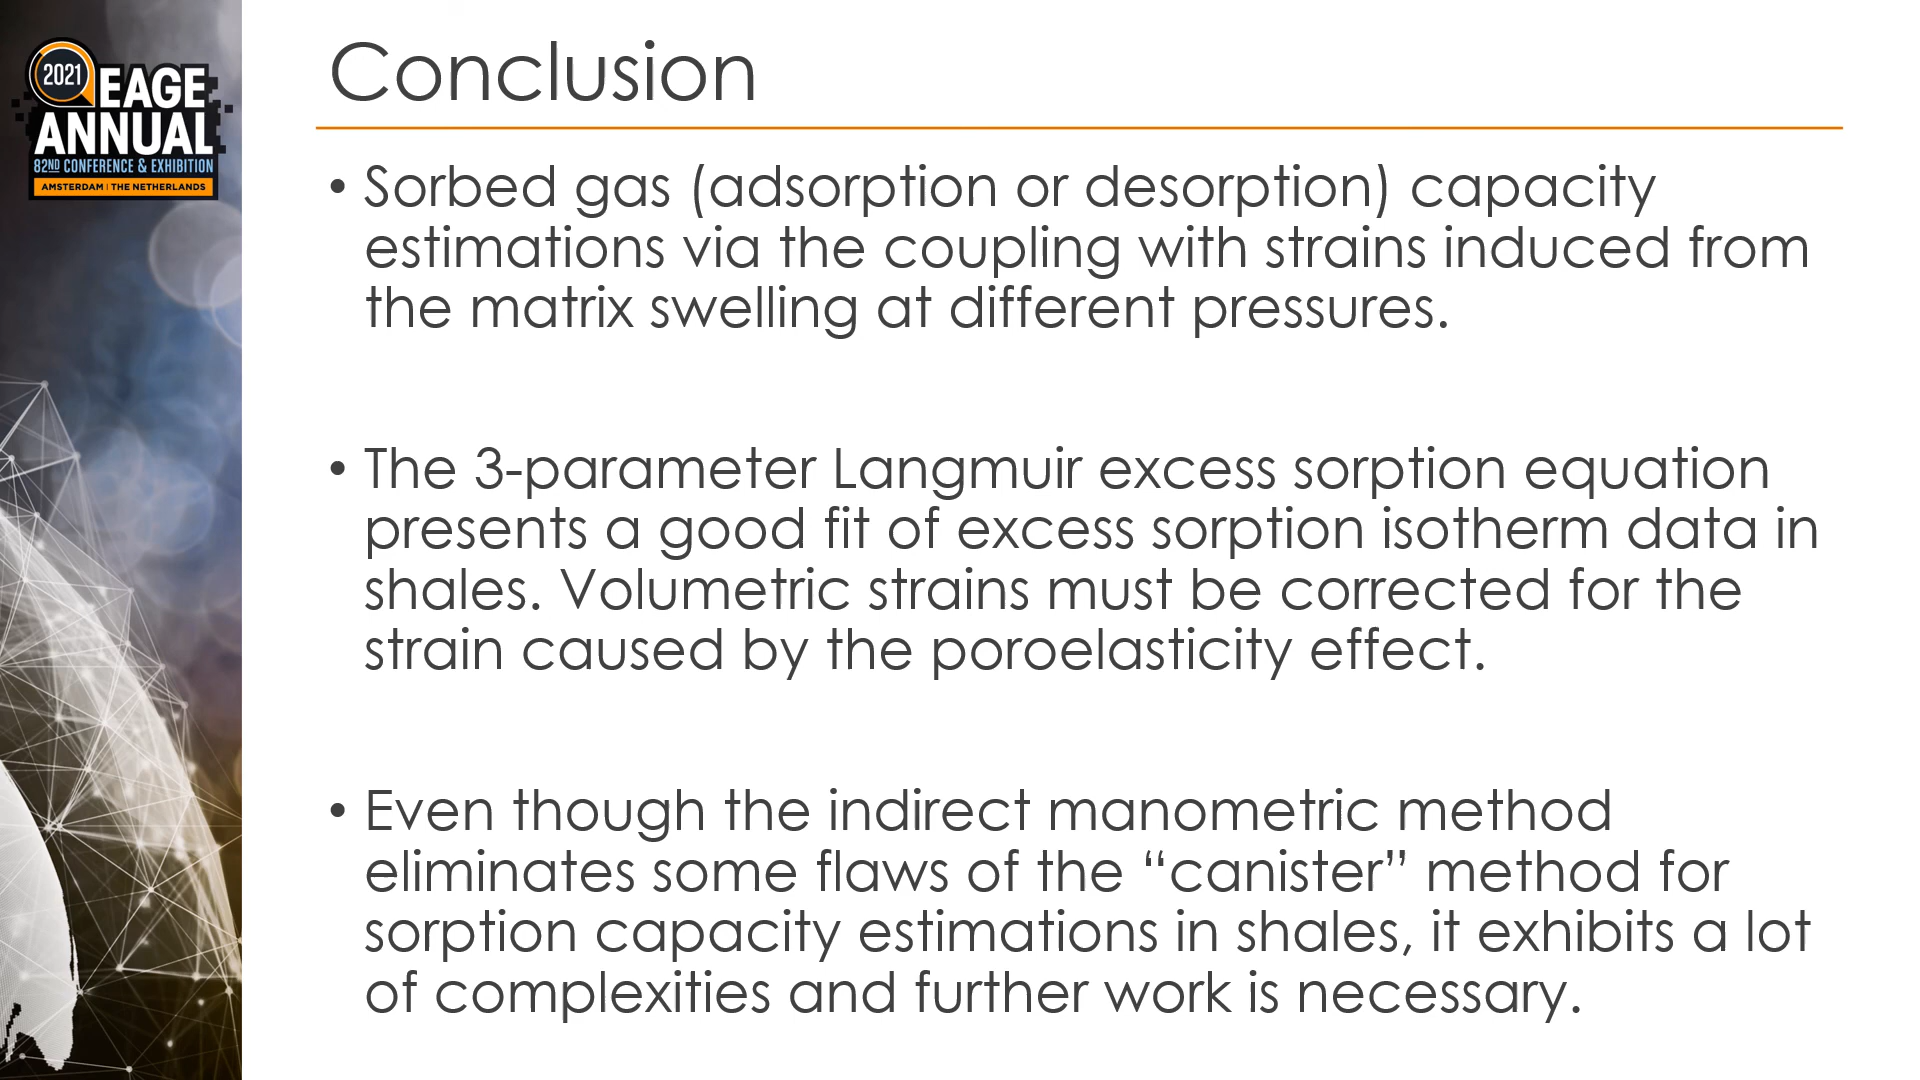 2021
EAGE
ANNUAL
82ND CONFERENCE & EXHIBITION
AMSTERDAM | THE NETHERLANDS
Conclusion
• Sorbed gas (adsorption or desorption) capacity
estimations via the coupling with strains induced from
the matrix swelling at different pressures.
• The 3-parameter Langmuir excess sorption equation
presents a good fit of excess sorption isotherm data in
shales. Volumetric strains must be corrected for the
strain caused by the poroelasticity effect.
• Even though the indirect manometric method
eliminates some flaws of the “canister” method for
sorption capacity estimations in shales, it exhibits a lot
of complexities and further work is necessary.